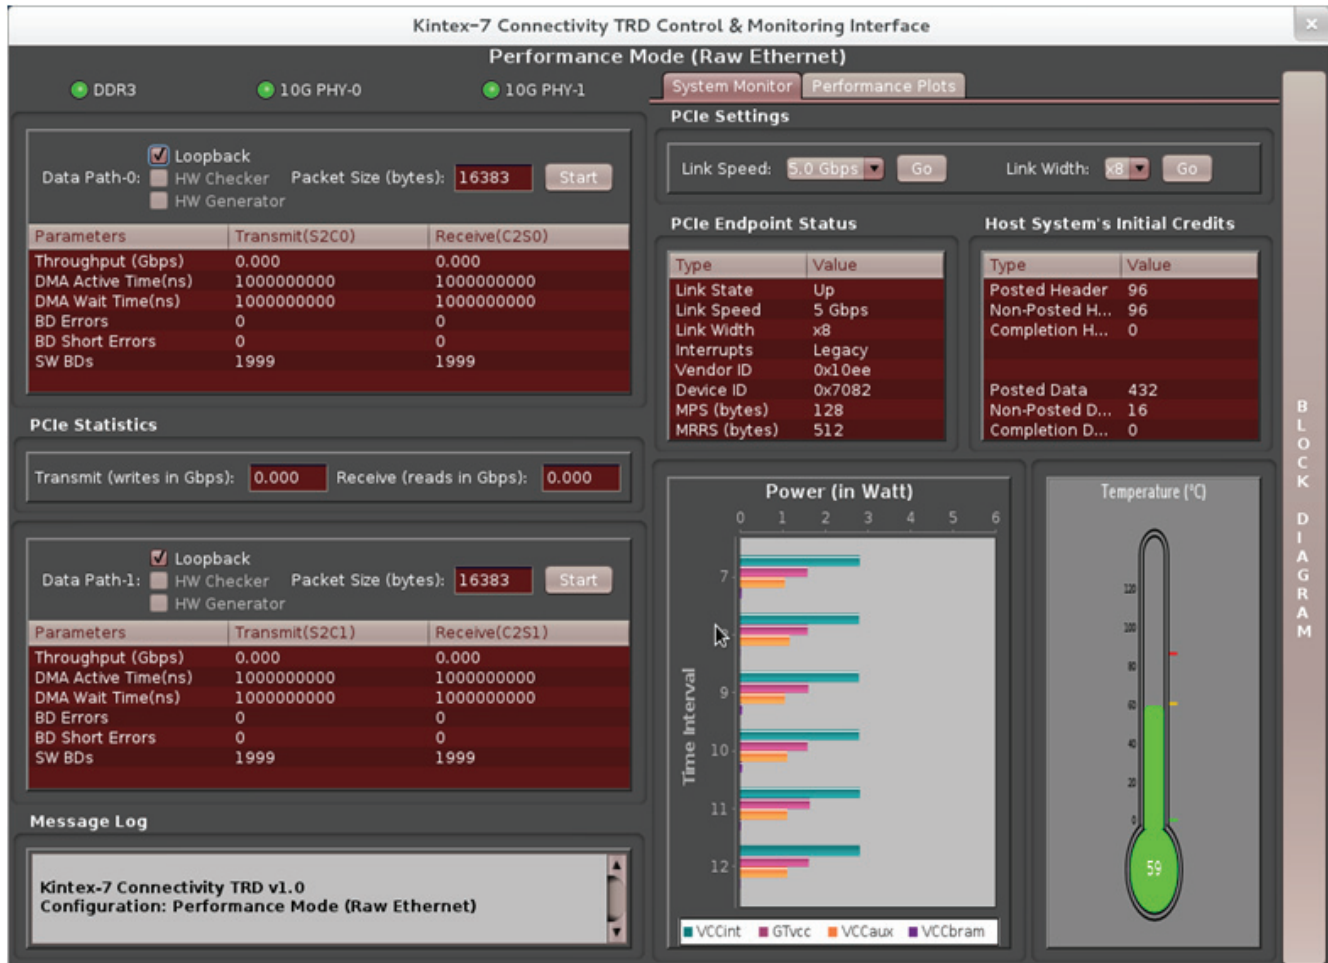 Kintex-7 Connectivity TRD Control & Monitoring Interface
Performance Mode (Raw Ethernet)
DDR3 10G PHY-0 10G PHY-1
Loopback
Data Path-0: HW Checker Packet Size (bytes): 16383 Start
HW Generator
Parameters Transmit(S2C0) Receive(C2S0)
Throughput (Gbps) 0.000 0.000
DMA Active Time(ns) 1000000000 1000000000
DMA Wait Time(ns) 1000000000 1000000000
BD Errors 0 0
BD Short Errors 0 0
SW BDs 1999 1999
PCIe Statistics
Transmit (writes in Gbps): 0.000 Receive (reads in Gbps): 0.000
Loopback
Data Path-1: HW Checker Packet Size (bytes): 16383 Start
HW Generator
Parameters Transmit(S2C1) Receive(C2S1)
Throughput (Gbps) 0.000 0.000
DMA Active Time(ns) 1000000000 1000000000
DMA Wait Time(ns) 1000000000 1000000000
BD Errors 0 0
BD Short Errors 0 0
SW BDs 1999 1999
Message Log
Kintex-7 Connectivity TRD v1.0
Configuration: Performance Mode (Raw Ethernet)
System Monitor Performance Plots
PCIe Settings
Link Speed: 5.0 Gbps Go Link Width: x8 Go
PCIe Endpoint Status
Type Value
Link State Up
Link Speed 5 Gbps
Link Width x8
Interrupts Legacy
Vendor ID 0x10ee
Device ID 0x7082
MPS (bytes) 128
MRRS (bytes) 512
Host System's Initial Credits
Type Value
Posted Header 96
Non-Posted H... 96
Completion H... 0
Posted Data 432
Non-Posted D... 16
Completion D... 0
Power (in Watt)
0 1 2 3 4 5 6
7
9
10
11
12
Time Interval
VCCint GTvcc VCCaux VCCbram
Temperature (°C)
120
100
80
60
40
20
0
59
BLOCK DIAGRAM